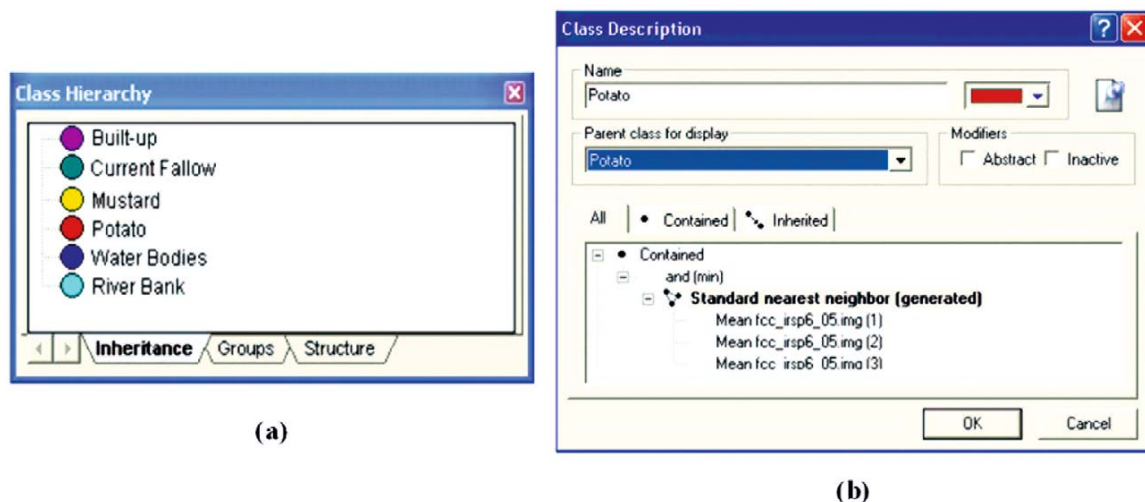 Class Hierarchy
Built-up
Current Fallow
Mustard
Potato
Water Bodies
River Bank
Inheritance Groups Structure
(a)
Class Description
Name
Potato
Parent class for display
Potato
Modifiers
Abstract Inactive
All Contained Inherited
Contained
and (min)
Standard nearest neighbor (generated)
Mean fcc_irsp6_05.img (1)
Mean fcc_irsp6_05.img (2)
Mean fcc_irsp6_05.img (3)
OK Cancel
(b)